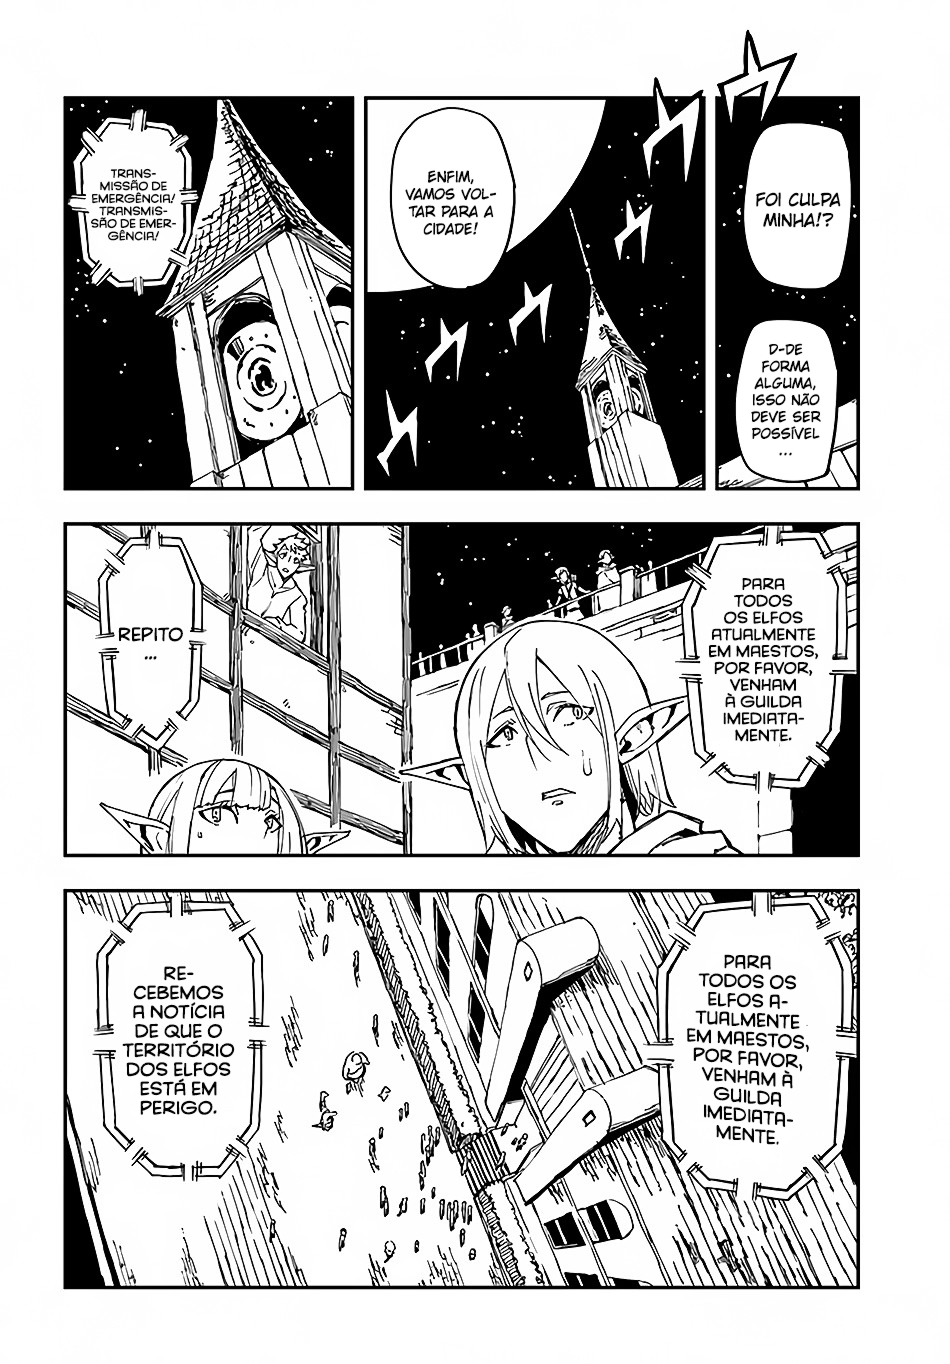 FOI CULPA
MINHA!?
D-DE
FORMA
ALGUMA,
ISSO NÃO
DEVE SER
POSSÍVEL
...
ENFIM,
VAMOS VOL-
TAR PARA A
CIDADE!
TRANS-
MISSÃO DE
EMERGÊNCIA!
TRANSMIS-
SÃO DE EMER-
GÊNCIA!
PARA
TODOS
OS ELFOS
ATUALMENTE
EM MAESTOS,
POR FAVOR,
VENHAM
À GUILDA
IMEDIATA-
MENTE.
REPITO
...
PARA
TODOS OS
ELFOS A-
TUALMENTE
EM MAESTOS,
POR FAVOR,
VENHAM À
GUILDA
IMEDIATA-
MENTE.
RE-
CEBEMOS
A NOTÍCIA
DE QUE O
TERRITÓRIO
DOS ELFOS
ESTÁ EM
PERIGO.